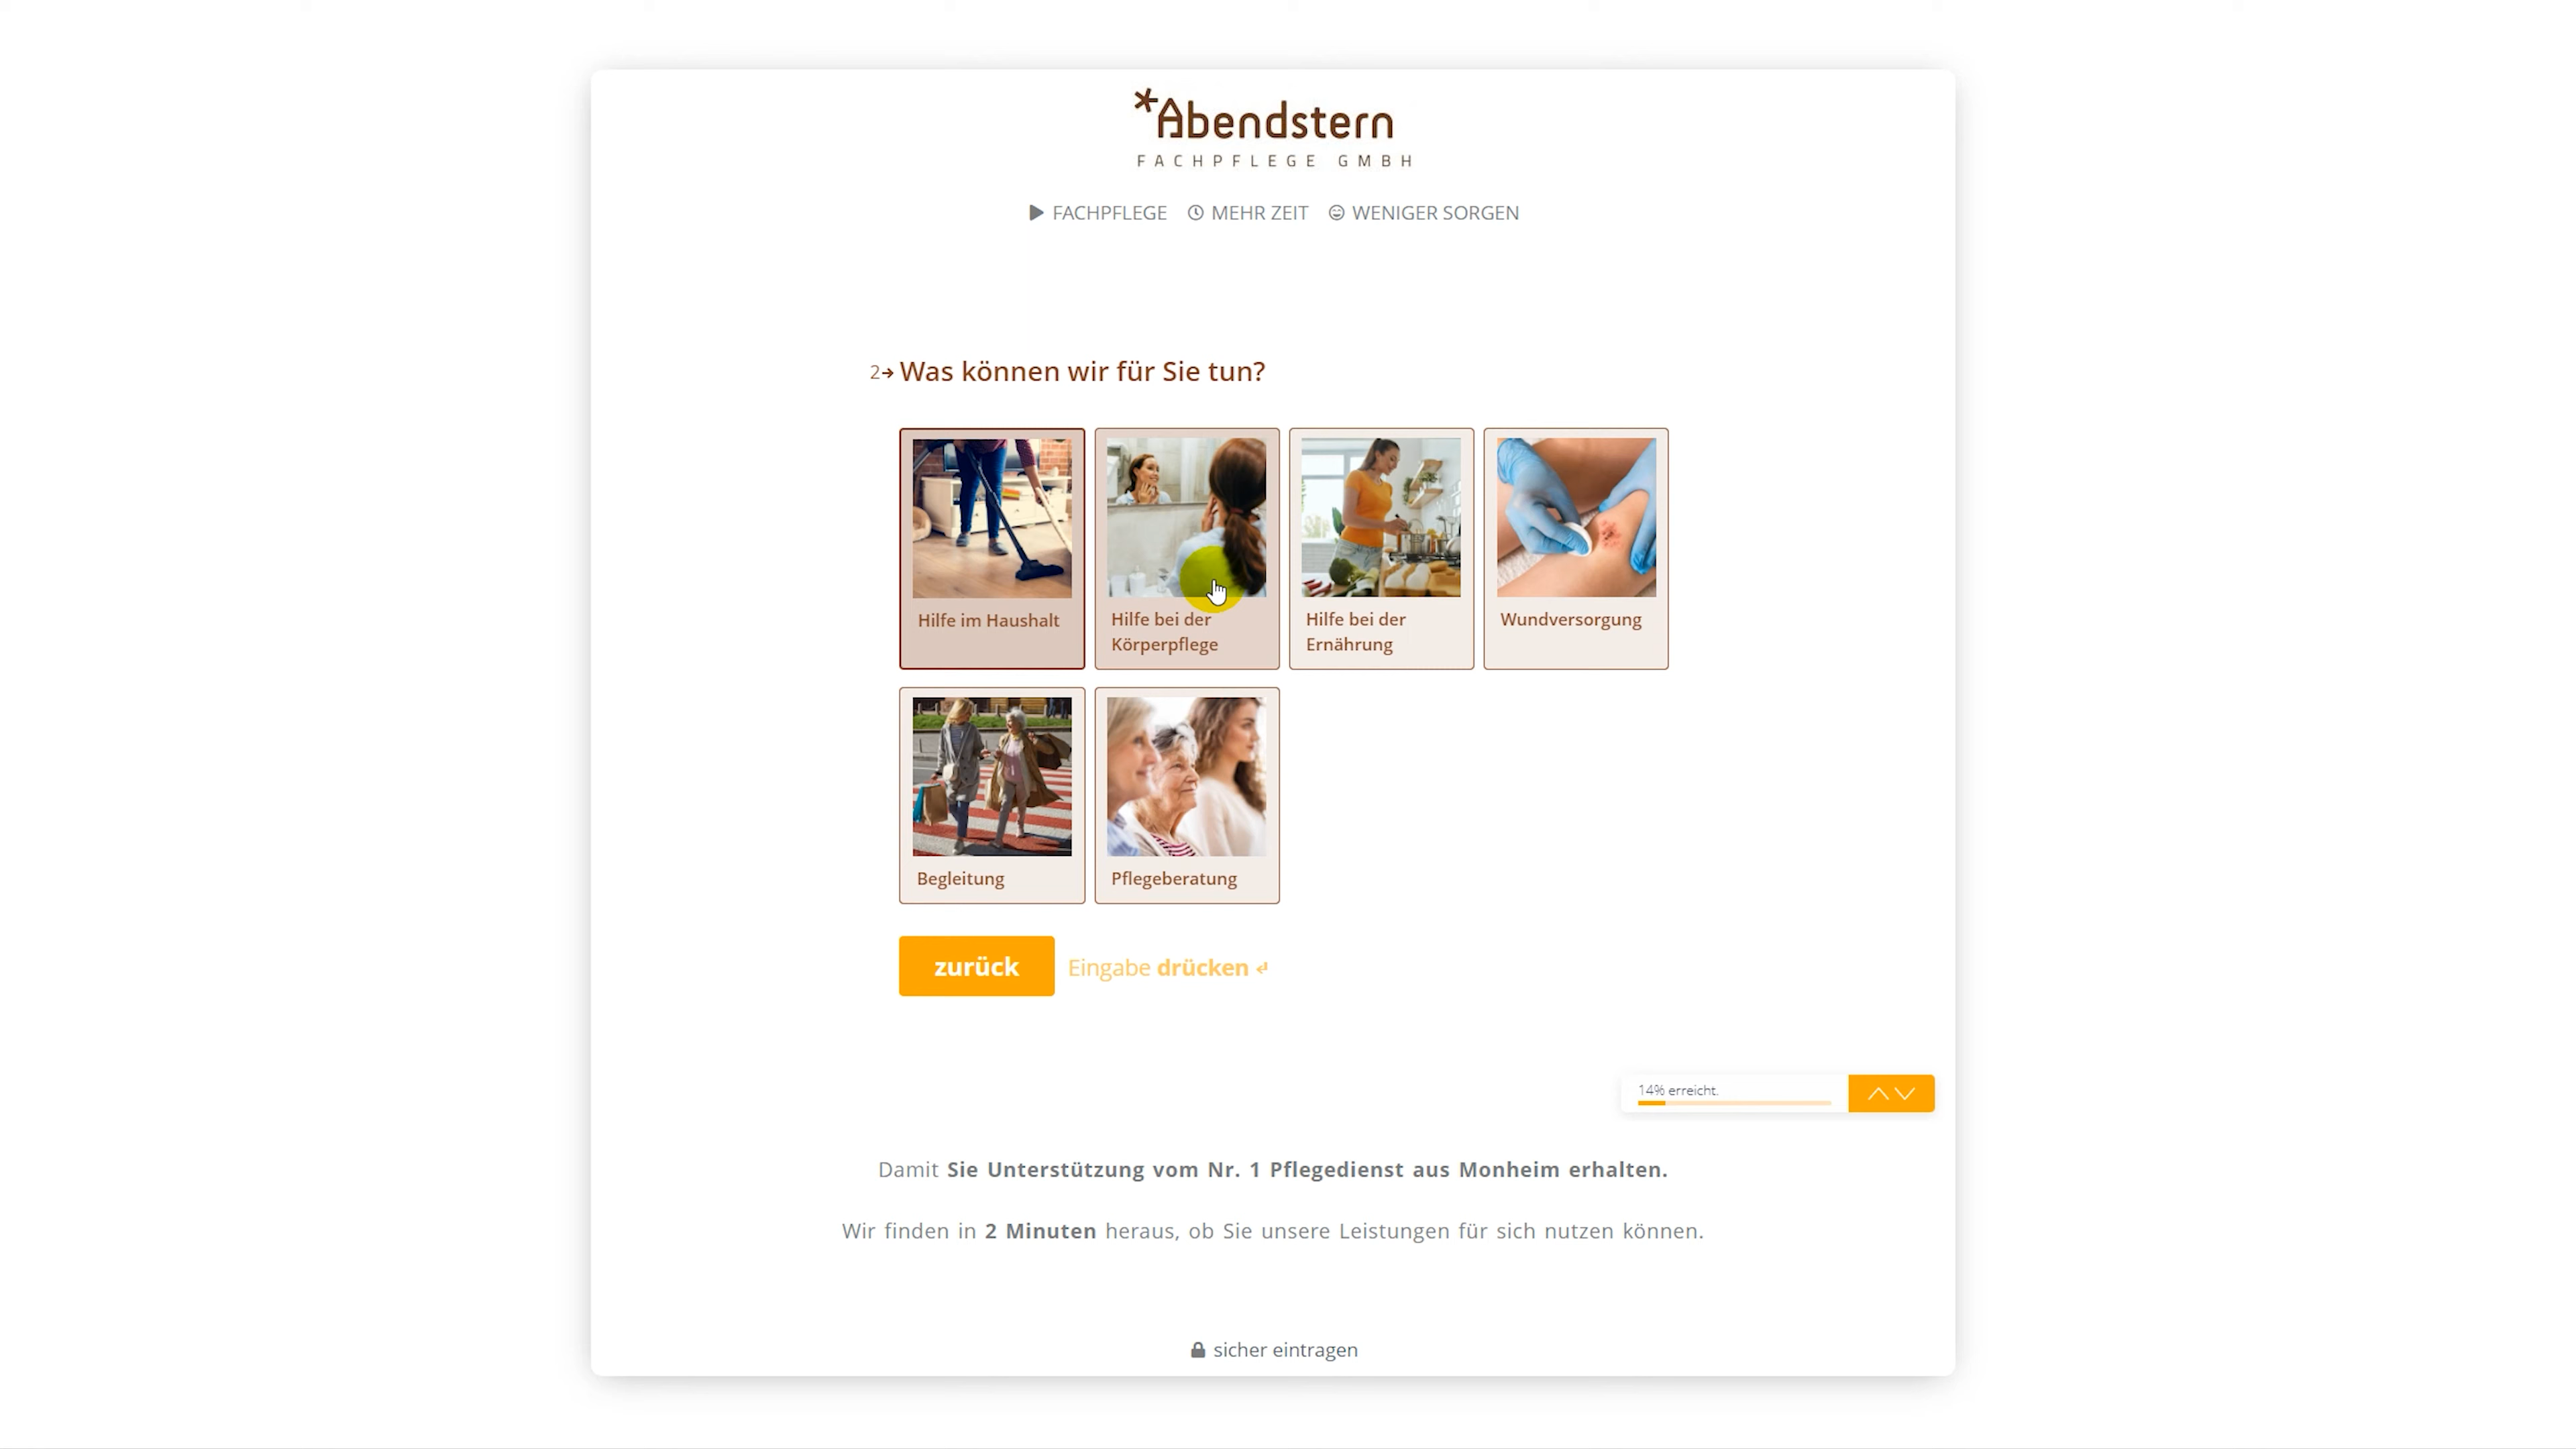 *Abendstern
FACHPFLEGE GMBH
FACHPFLEGE MEHR ZEIT WENIGER SORGEN
2 Was können wir für Sie tun?
Hilfe im Haushalt
Hilfe bei der
Körperpflege
Hilfe bei der
Ernährung
Wundversorgung
Begleitung
Pflegeberatung
zurück
Eingabe drücken ↵
14% erreicht.
Damit Sie Unterstützung vom Nr. 1 Pflegedienst aus Monheim erhalten.
Wir finden in 2 Minuten heraus, ob Sie unsere Leistungen für sich nutzen können.
sicher eintragen